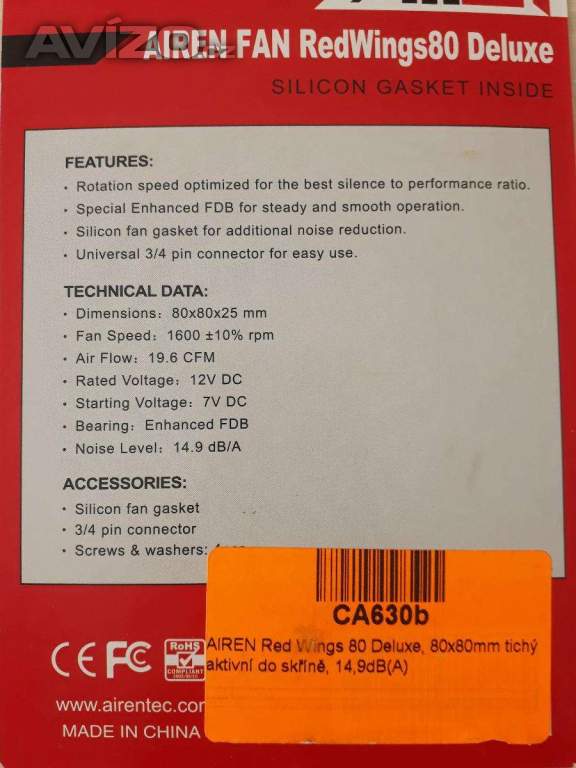 AIREN FAN RedWings80 Deluxe
SILICON GASKET INSIDE
FEATURES:
· Rotation speed optimized for the best silence to performance ratio.
· Special Enhanced FDB for steady and smooth operation.
· Silicon fan gasket for additional noise reduction.
· Universal 3/4 pin connector for easy use.
TECHNICAL DATA:
· Dimensions: 80x80x25 mm
· Fan Speed: 1600 ±10% rpm
· Air Flow: 19.6 CFM
· Rated Voltage: 12V DC
· Starting Voltage: 7V DC
· Bearing: Enhanced FDB
· Noise Level: 14.9 dB/A
ACCESSORIES:
· Silicon fan gasket
· 3/4 pin connector
· Screws & washers:
CA630b
AIREN Red Wings 80 Deluxe, 80x80mm tichý
aktivní do skříně, 14,9dB(A)
CE FC RoHS
COMPLIANT
www.airentec.com
MADE IN CHINA